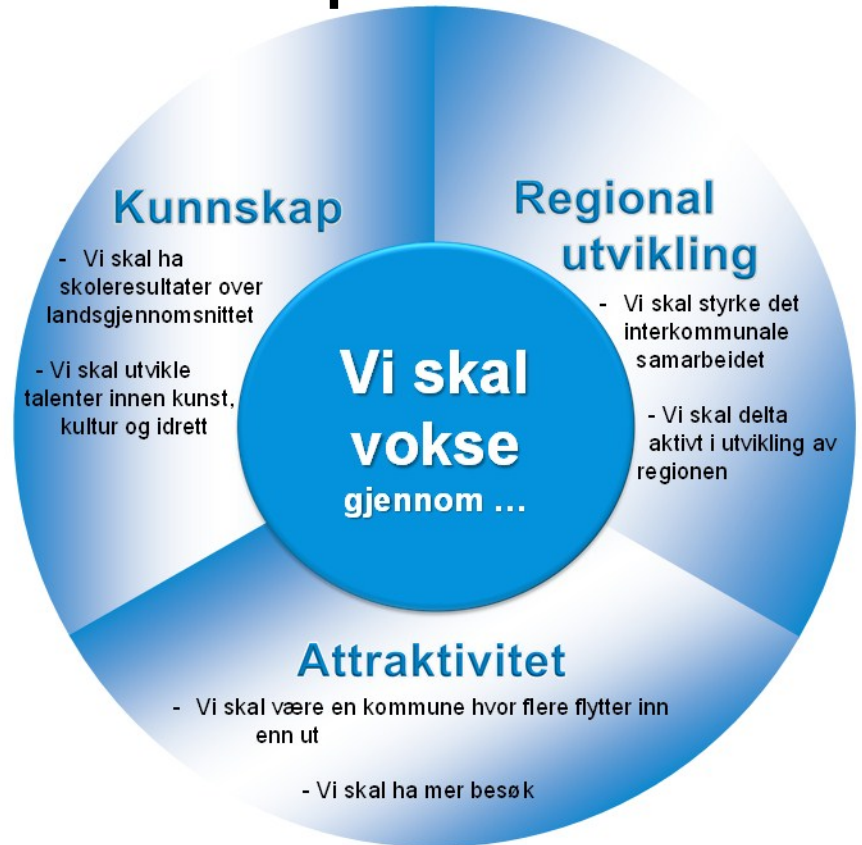 Kunnskap
- Vi skal ha
skoleresultater over
landsgjennomsnittet
- Vi skal utvikle
talenter innen kunst,
kultur og idrett
Regional
utvikling
- Vi skal styrke det
interkommunale
samarbeidet
- Vi skal delta
aktivt i utvikling av
regionen
Vi skal
vokse
gjennom ...
Attraktivitet
- Vi skal være en kommune hvor flere flytter inn
enn ut
- Vi skal ha mer besøk